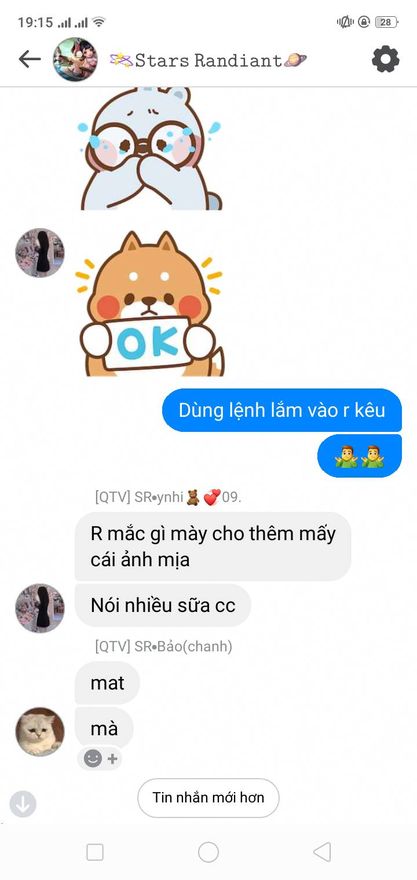 19:15
28
💫Stars Randiant🪐
OK
Dùng lệnh lắm vào r kêu
🤷‍♂️🤷‍♂️
[QTV] SR•ynhi🧸💕09.
R mắc gì mày cho thêm mấy
cái ảnh mịa
Nói nhiều sữa cc
[QTV] SR•Bảo(chanh)
mat
mà
Tin nhắn mới hơn